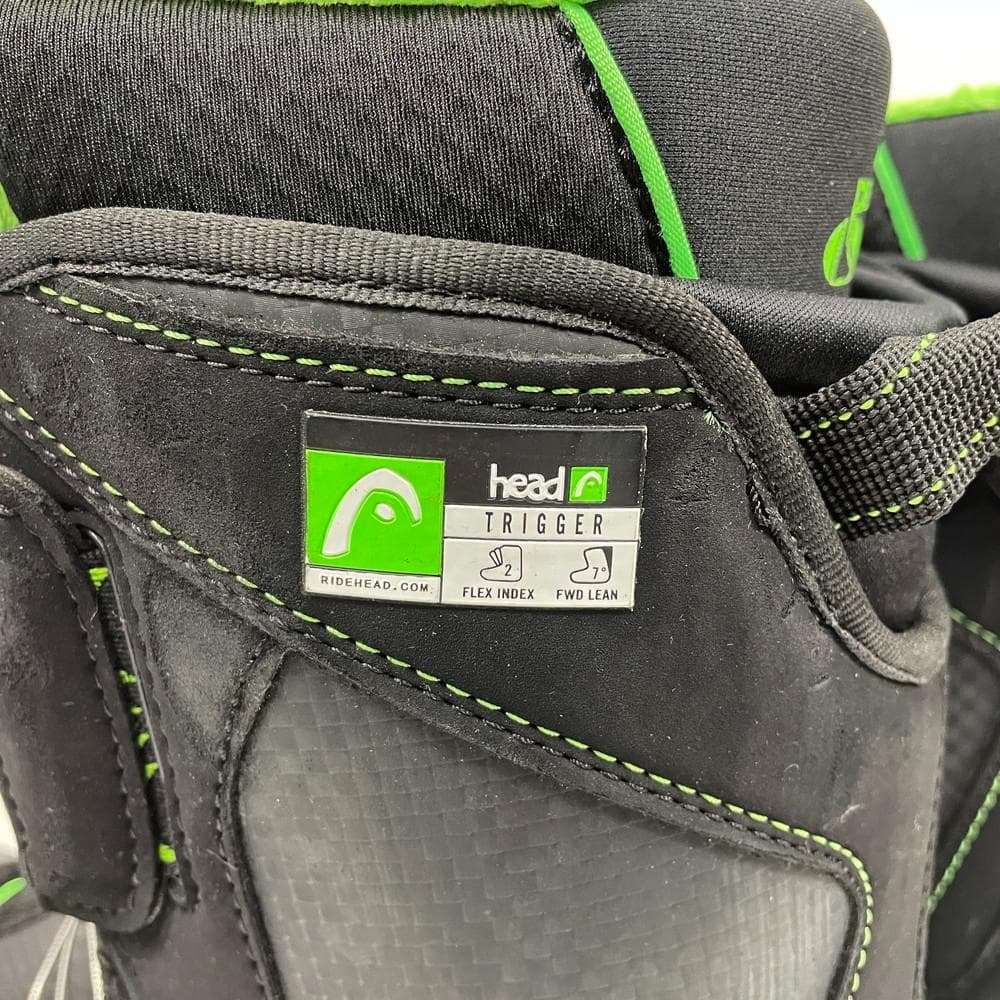 head
TRIGGER
2 7°
FLEX INDEX FWD LEAN
RIDEHEAD.COM